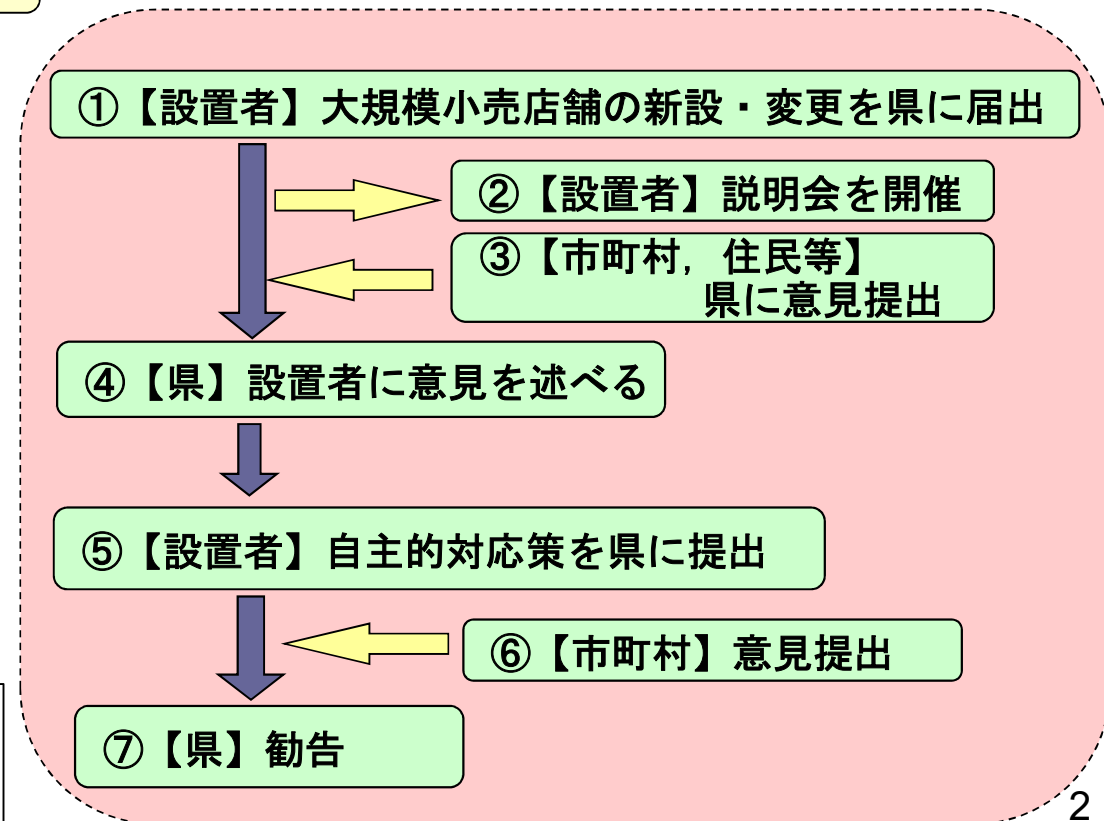 ①【設置者】大規模小売店舗の新設・変更を県に届出
②【設置者】説明会を開催
③【市町村，住民等】
県に意見提出
④【県】設置者に意見を述べる
⑤【設置者】自主的対応策を県に提出
⑥【市町村】意見提出
⑦【県】勧告
2